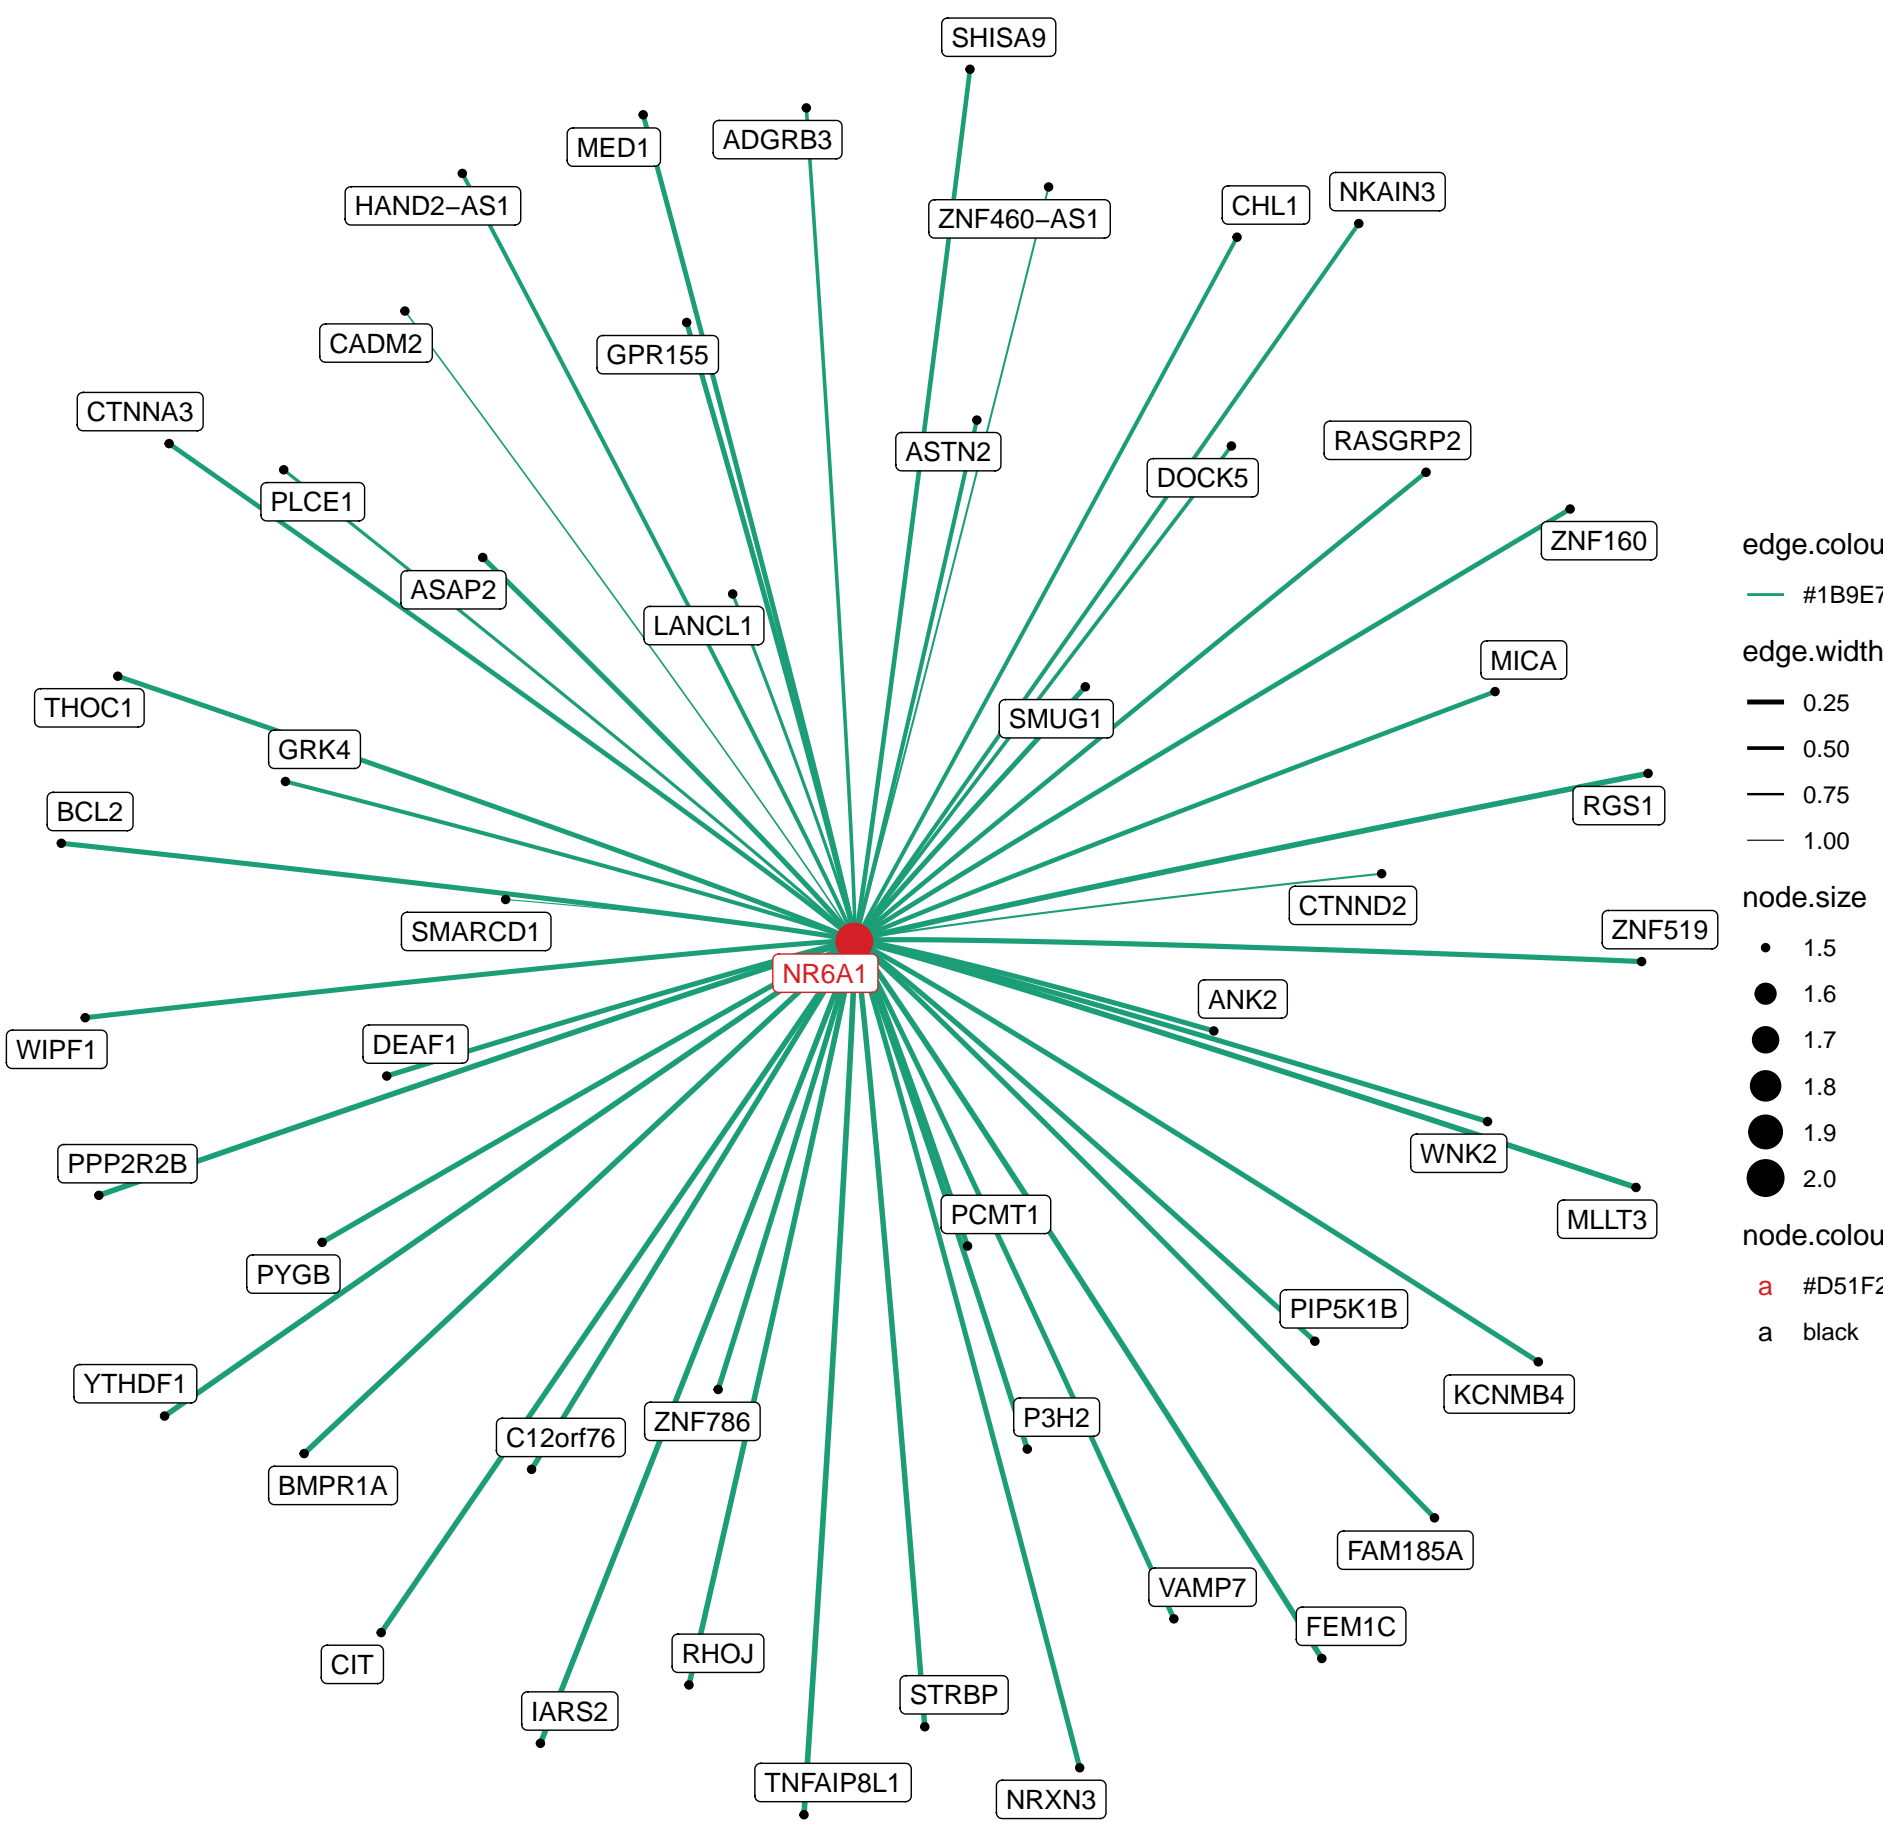 SHISA9
MED1
ADGRB3
HAND2−AS1
ZNF460−AS1
CHL1
NKAIN3
CADM2
GPR155
CTNNA3
ASTN2
RASGRP2
DOCK5
PLCE1
ZNF160
ASAP2
LANCL1
MICA
THOC1
SMUG1
GRK4
BCL2
RGS1
CTNND2
SMARCD1
ZNF519
NR6A1
ANK2
WIPF1
DEAF1
WNK2
PPP2R2B
PCMT1
MLLT3
PYGB
PIP5K1B
YTHDF1
KCNMB4
P3H2
ZNF786
C12orf76
BMPR1A
FAM185A
VAMP7
FEM1C
RHOJ
CIT
STRBP
IARS2
TNFAIP8L1
NRXN3
edge.colou
#1B9E7
edge.width
0.25
0.50
0.75
1.00
node.size
1.5
1.6
1.7
1.8
1.9
2.0
node.colou
a #D51F2
a black